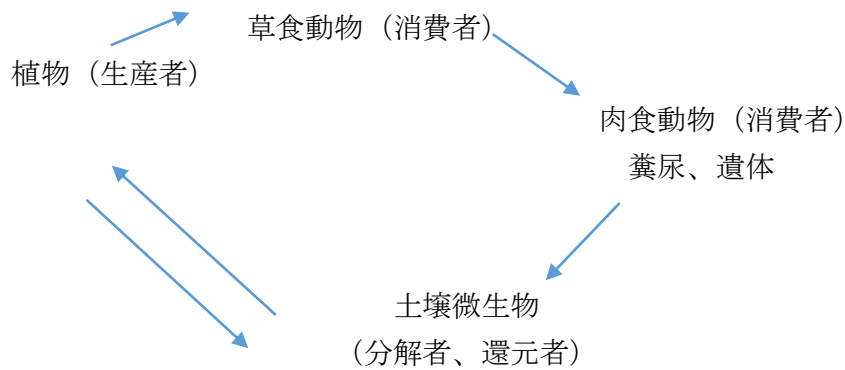 草食動物（消費者）
植物（生産者）
肉食動物（消費者）
糞尿、遺体
土壌微生物
（分解者、還元者）